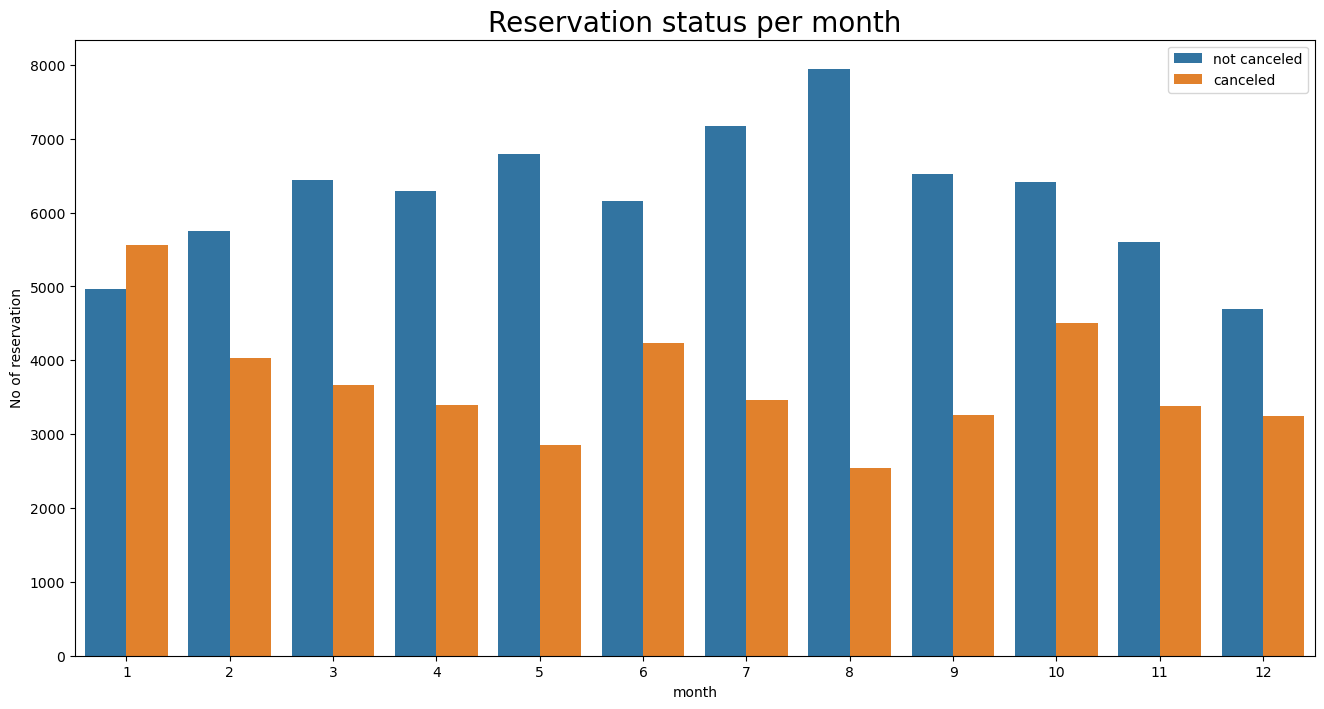 Reservation status per month
not canceled
canceled
8000
7000
6000
5000
4000
3000
2000
1000
0
No of reservation
1 2 3 4 5 6 7 8 9 10 11 12
month